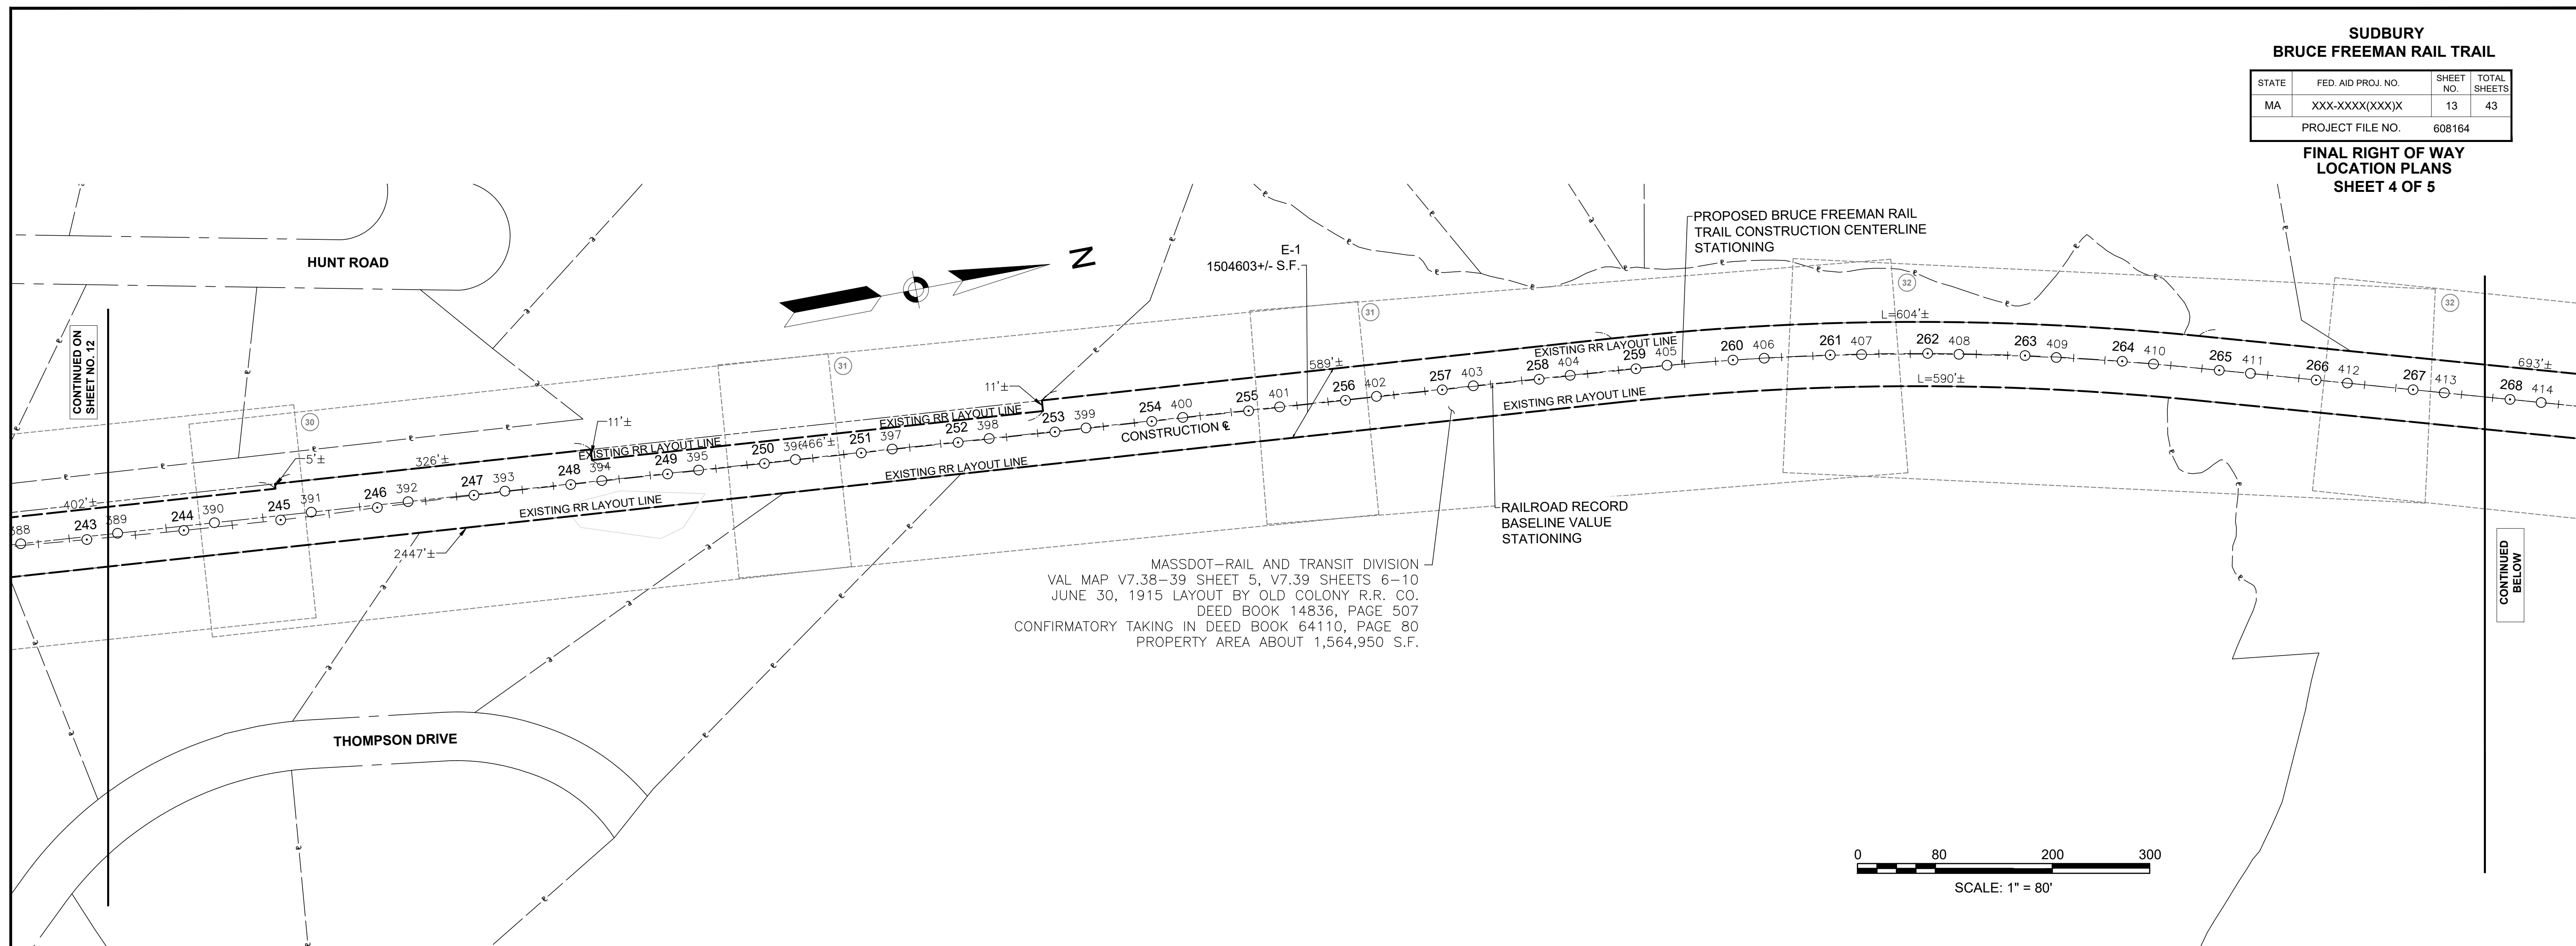 SUDBURY
BRUCE FREEMAN RAIL TRAIL
STATE FED. AID PROJ. NO. SHEET NO. TOTAL SHEETS
MA XXX-XXXX(XXX)X 13 43
PROJECT FILE NO. 608164
FINAL RIGHT OF WAY
LOCATION PLANS
SHEET 4 OF 5
HUNT ROAD
N
E-1
1504603+/- S.F.
PROPOSED BRUCE FREEMAN RAIL
TRAIL CONSTRUCTION CENTERLINE
STATIONING
CONTINUED ON
SHEET NO. 12
30
31
31
32
32
402'±
5'±
326'±
11'±
466'±
11'±
589'±
L=604'±
693'±
EXISTING RR LAYOUT LINE
EXISTING RR LAYOUT LINE
EXISTING RR LAYOUT LINE
388 243 389 244 390 245 391 246 392 247 393 248 394 249 395 250 396 251 397 252 398 253 399 254 400 255 401 256 402 257 403 258 404 259 405 260 406 261 407 262 408 263 409 264 410 265 411 266 412 267 413 268 414
CONSTRUCTION ℄
L=590'±
EXISTING RR LAYOUT LINE
EXISTING RR LAYOUT LINE
EXISTING RR LAYOUT LINE
2447'±
RAILROAD RECORD
BASELINE VALUE
STATIONING
MASSDOT-RAIL AND TRANSIT DIVISION
VAL MAP V7.38-39 SHEET 5, V7.39 SHEETS 6-10
JUNE 30, 1915 LAYOUT BY OLD COLONY R.R. CO.
DEED BOOK 14836, PAGE 507
CONFIRMATORY TAKING IN DEED BOOK 64110, PAGE 80
PROPERTY AREA ABOUT 1,564,950 S.F.
CONTINUED
BELOW
THOMPSON DRIVE
0 80 200 300
SCALE: 1" = 80'